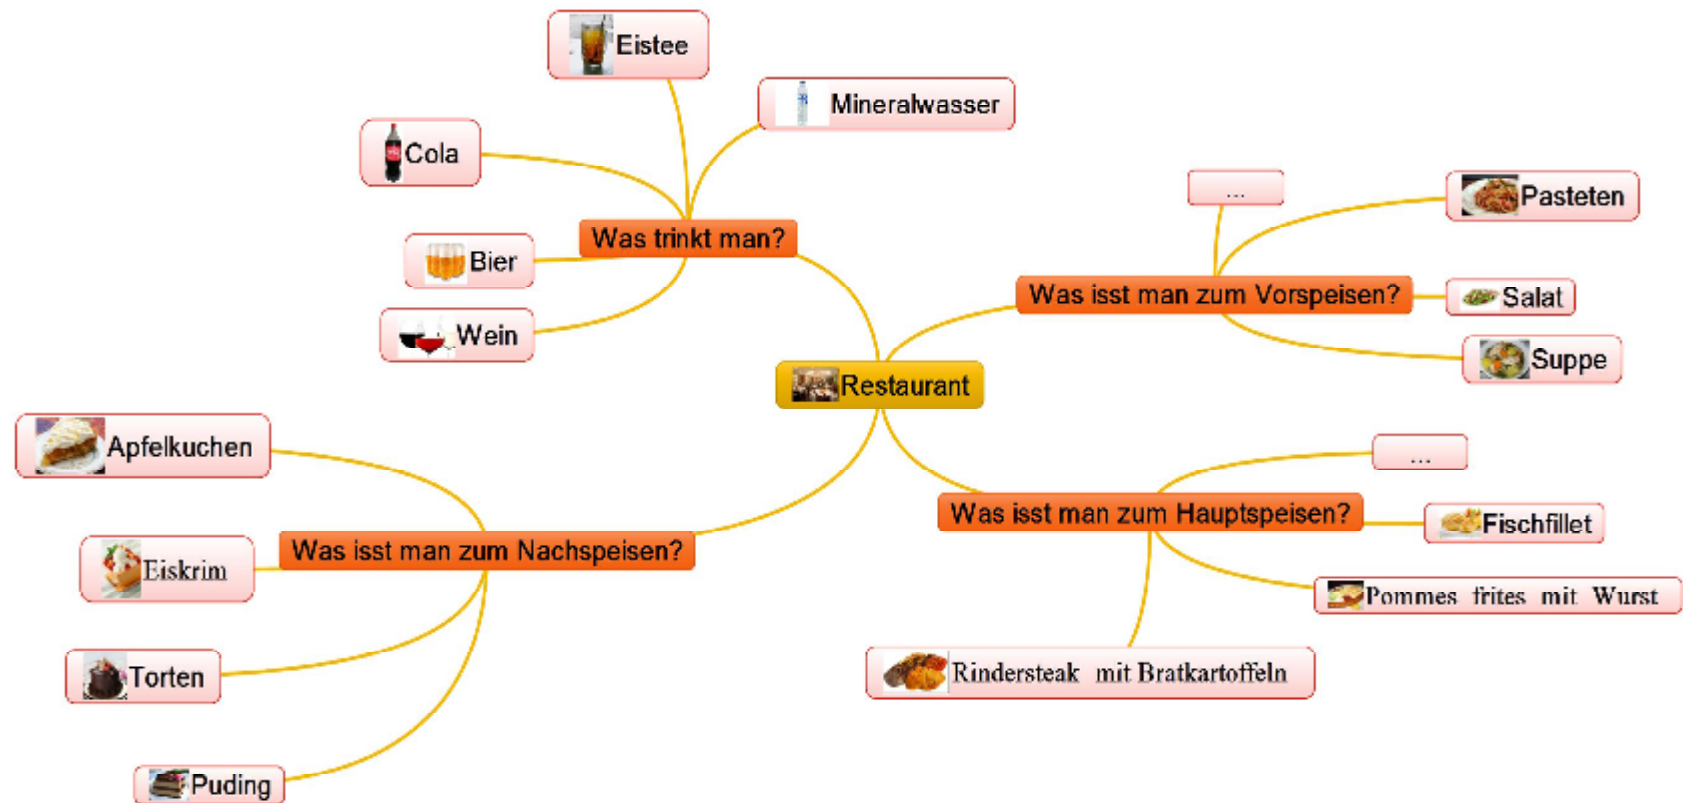 Eistee
Mineralwasser
Cola
Was trinkt man?
Bier
Wein
...
Pasteten
Was isst man zum Vorspeisen?
Salat
Suppe
Restaurant
Apfelkuchen
Was isst man zum Nachspeisen?
Eiskrim
Torten
Puding
...
Was isst man zum Hauptspeisen?
Fischfillet
Pommes frites mit Wurst
Rindersteak mit Bratkartoffeln